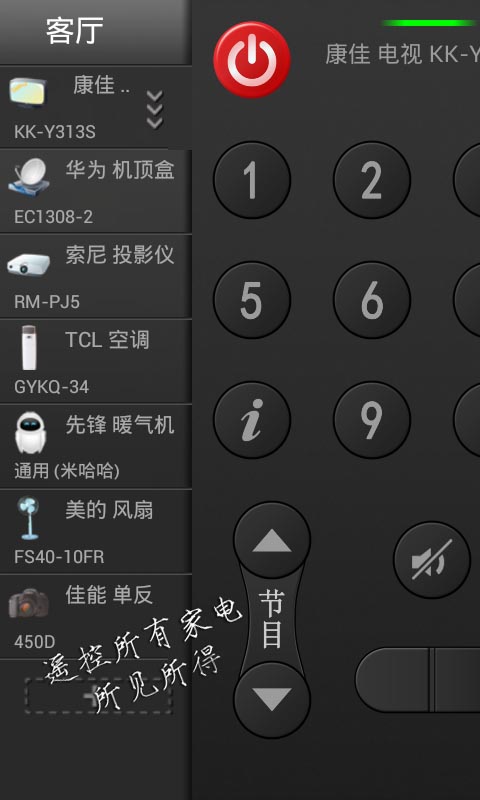 客厅
康佳 ..
KK-Y313S
华为 机顶盒
EC1308-2
索尼 投影仪
RM-PJ5
TCL 空调
GYKQ-34
先锋 暖气机
通用 (米哈哈)
美的 风扇
FS40-10FR
佳能 单反
450D
遥控所有家电
所见所得
康佳 电视 KK-Y
1 2
5 6
i 9
节目